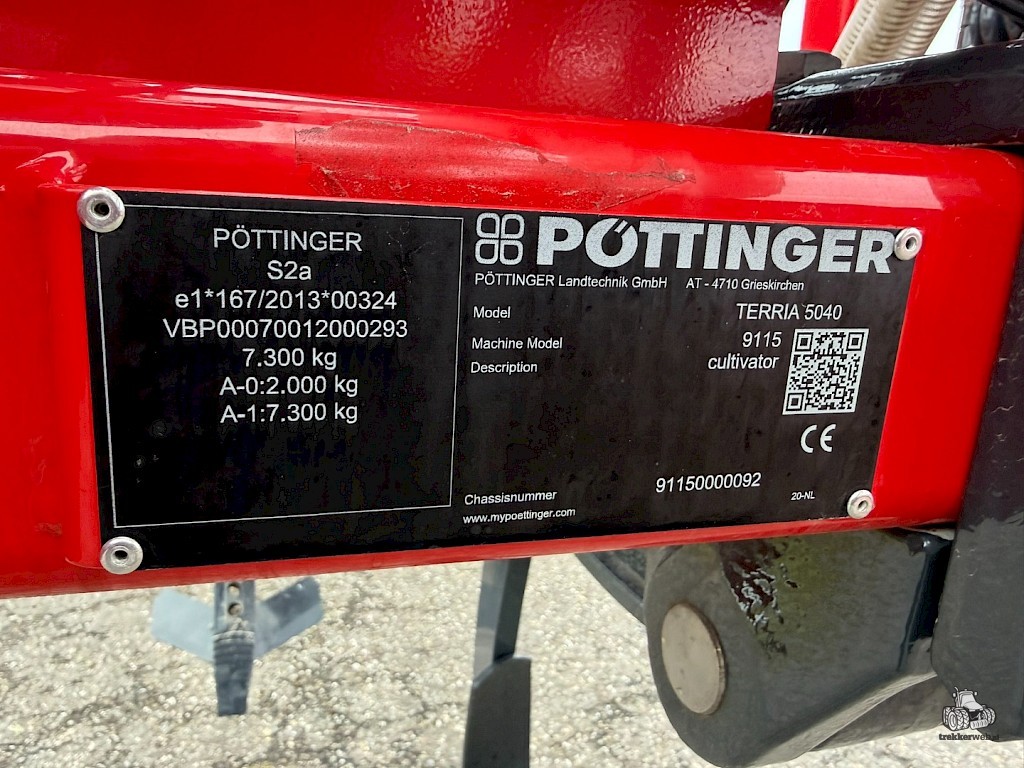 PÖTTINGER
S2a
e1*167/2013*00324
VBP00070012000293
7.300 kg
A-0:2.000 kg
A-1:7.300 kg
PÖTTINGER
PÖTTINGER Landtechnik GmbH AT - 4710 Grieskirchen
Model TERRIA 5040
Machine Model 9115
Description cultivator
CE
Chassisnummer 91150000092
www.mypoettinger.com 20-NL